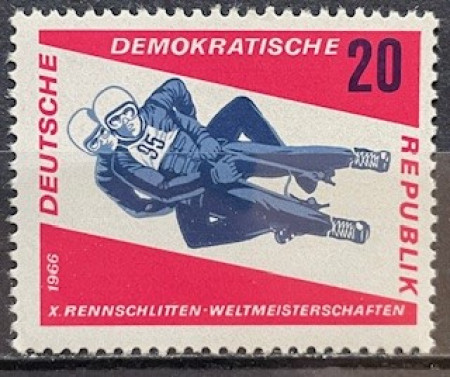 DEUTSCHE
DEMOKRATISCHE
REPUBLIK
20
35
1966
X. RENNSCHLITTEN-WELTMEISTERSCHAFTEN